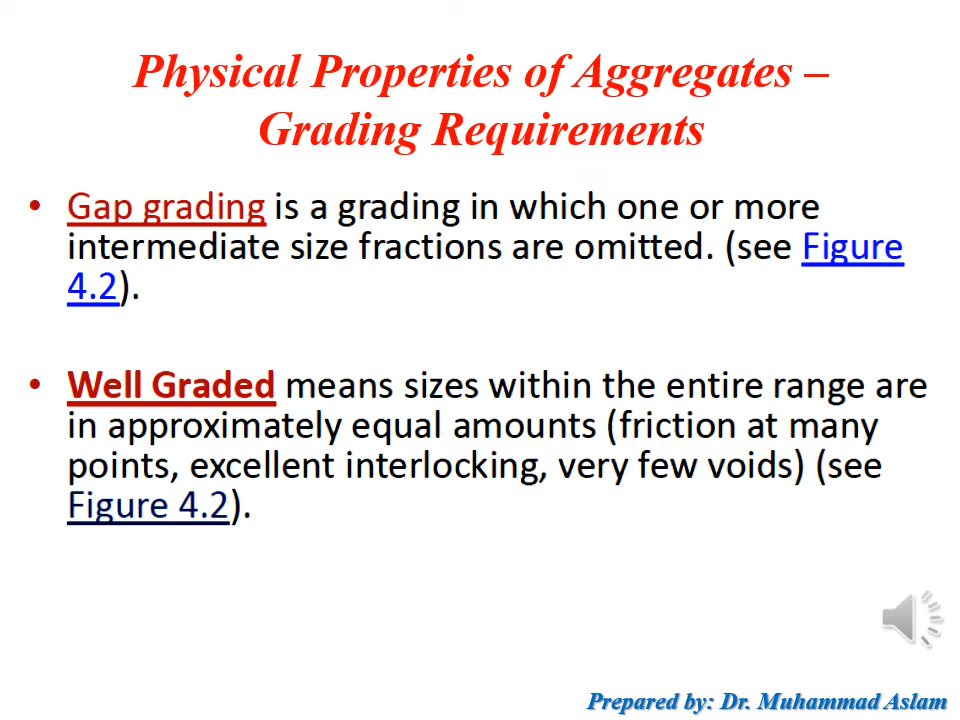 Physical Properties of Aggregates –
Grading Requirements
• Gap grading is a grading in which one or more
intermediate size fractions are omitted. (see Figure
4.2).
• Well Graded means sizes within the entire range are
in approximately equal amounts (friction at many
points, excellent interlocking, very few voids) (see
Figure 4.2).
Prepared by: Dr. Muhammad Aslam